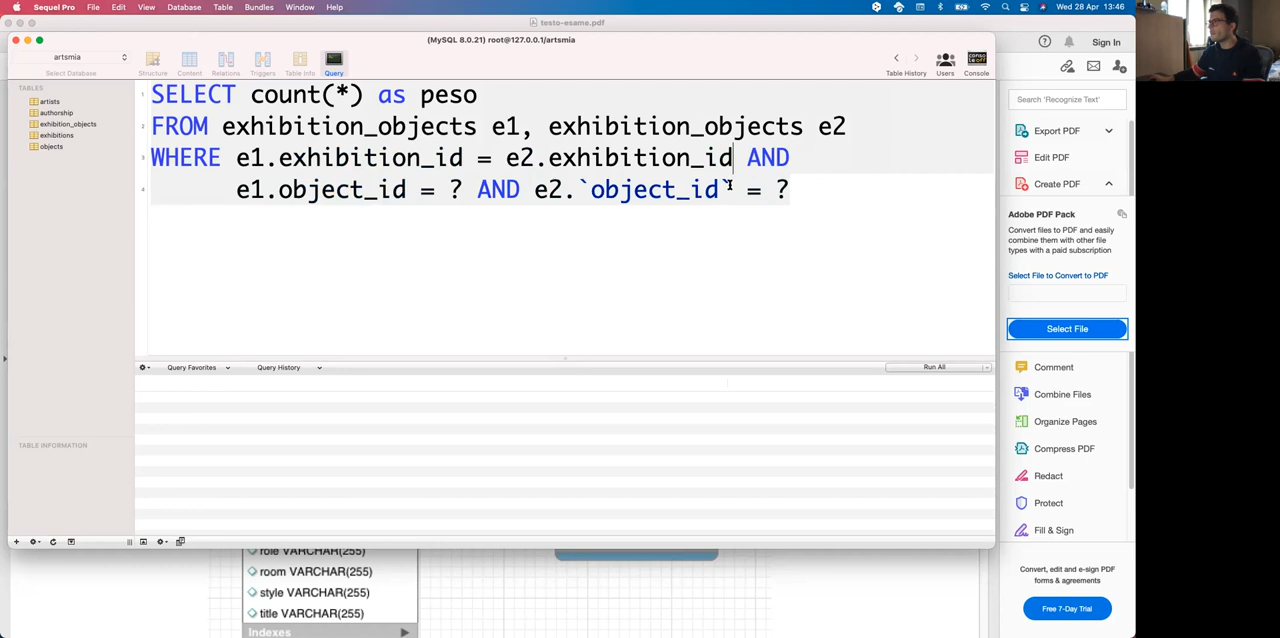 Sequel Pro File Edit View Database Table Bundles Window Help
Wed 28 Apr 13:46
testo-esame.pdf
(MySQL 8.0.21) root@127.0.0.1/artsmia
Sign In
artsmia
Select Database
Structure Content Relations Triggers Table Info Query
Table History Users Console
TABLES
artists
authorship
exhibition_objects
exhibitions
objects
1 SELECT count(*) as peso
2 FROM exhibition_objects e1, exhibition_objects e2
3 WHERE e1.exhibition_id = e2.exhibition_id AND
4 e1.object_id = ? AND e2.`object_id` = ?
Query Favorites Query History Run All
TABLE INFORMATION
role VARCHAR(255)
room VARCHAR(255)
style VARCHAR(255)
title VARCHAR(255)
Indexes
Search 'Recognize Text'
Export PDF
Edit PDF
Create PDF
Adobe PDF Pack
Convert files to PDF and easily
combine them with other file
types with a paid subscription
Select File to Convert to PDF
Select File
Comment
Combine Files
Organize Pages
Compress PDF
Redact
Protect
Fill & Sign
Convert, edit and e-sign PDF
forms & agreements
Free 7-Day Trial